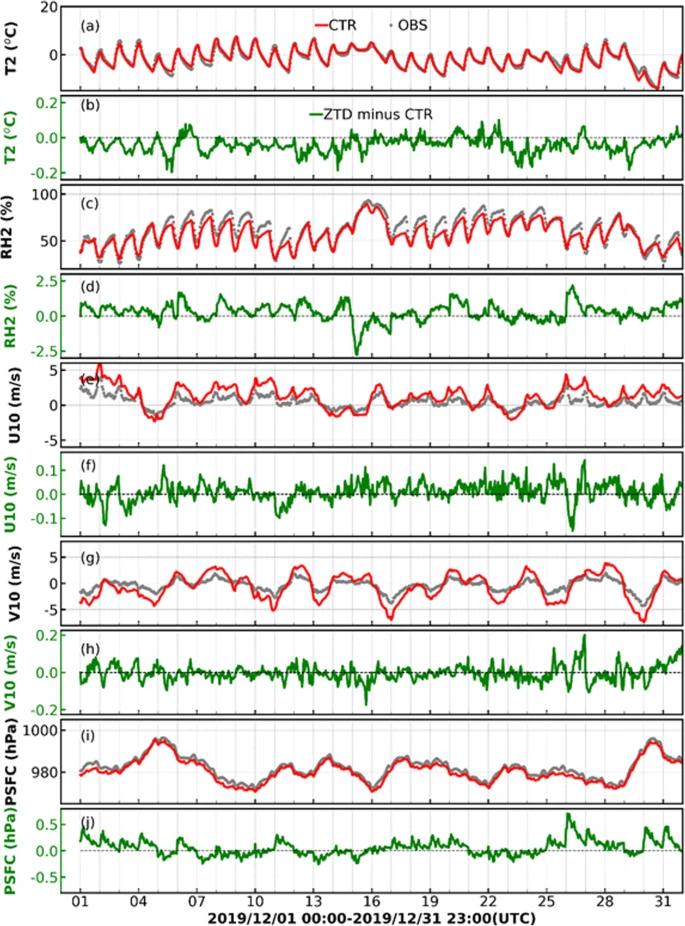 (a) CTR OBS
T2 (°C)
0
(b) ZTD minus CTR
T2 (°C)
0.2
0.0
-0.2
(c)
RH2 (%)
100
50
(d)
RH2 (%)
2.5
0.0
-2.5
(e)
U10 (m/s)
5
0
-5
(f)
U10 (m/s)
0.1
0.0
-0.1
(g)
V10 (m/s)
5
0
-5
(h)
V10 (m/s)
0.2
0.0
-0.2
(i)
PSFC (hPa)
1000
980
(j)
PSFC (hPa)
0.5
0.0
-0.5
01 04 07 10 13 16 19 22 25 28 31
2019/12/01 00:00-2019/12/31 23:00(UTC)